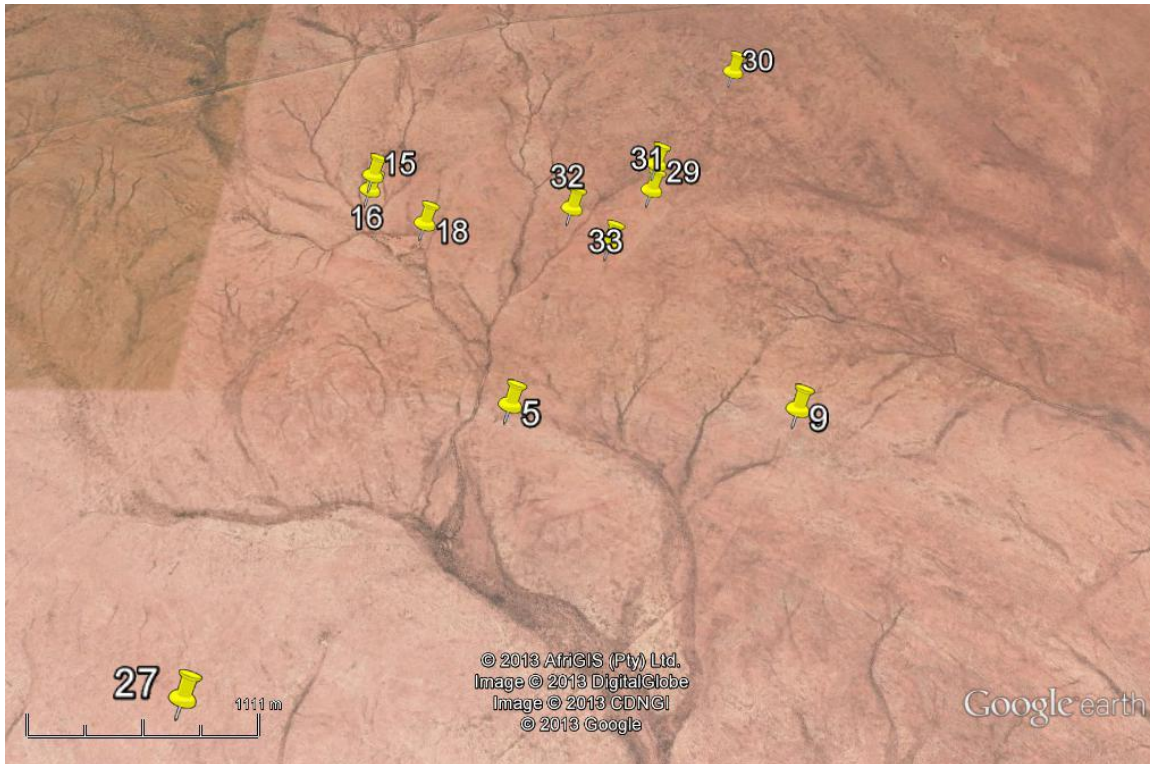 30
15
31
29
32
16
18
33
5
9
27
1111 m
© 2013 AfriGIS (Pty) Ltd.
Image © 2013 DigitalGlobe
Image © 2013 CDNGI
© 2013 Google
Google earth